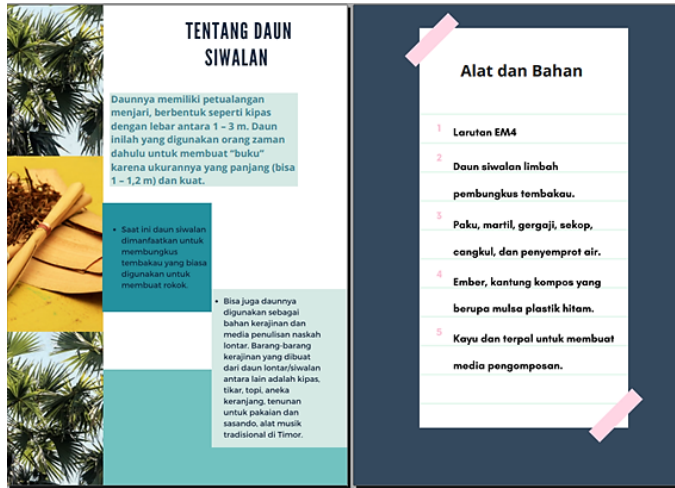 TENTANG DAUN
SIWALAN
Daunnya memiliki petualangan
menjari, berbentuk seperti kipas
dengan lebar antara 1 – 3 m. Daun
inilah yang digunakan orang zaman
dahulu untuk membuat “buku”
karena ukurannya yang panjang (bisa
1 – 1,2 m) dan kuat.
• Saat ini daun siwalan
dimanfaatkan untuk
membungkus
tembakau yang biasa
digunakan untuk
membuat rokok.
• Bisa juga daunnya
digunakan sebagai
bahan kerajinan dan
media penulisan naskah
lontar. Barang-barang
kerajinan yang dibuat
dari daun lontar/siwalan
antara lain adalah kipas,
tikar, topi, aneka
keranjang, tenunan
untuk pakaian dan
sasando, alat musik
tradisional di Timor.
Alat dan Bahan
1 Larutan EM4
2 Daun siwalan limbah
pembungkus tembakau.
3 Paku, martil, gergaji, sekop,
cangkul, dan penyemprot air.
4 Ember, kantung kompos yang
berupa mulsa plastik hitam.
5 Kayu dan terpal untuk membuat
media pengomposan.